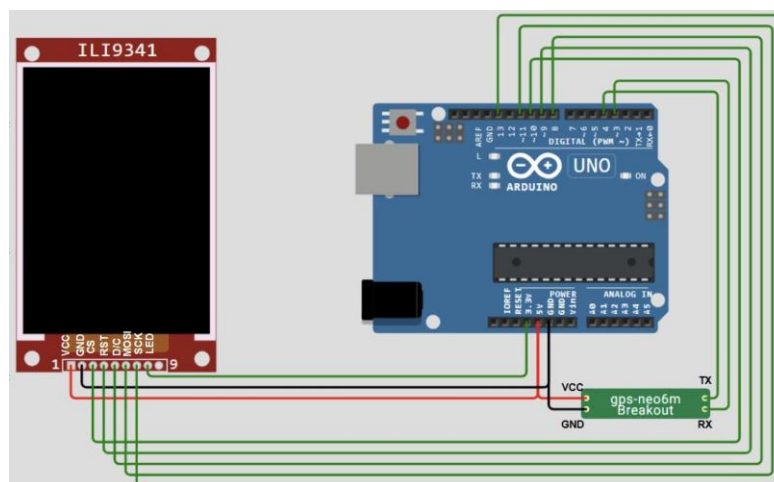 ILI9341
1
VCC
GND
CS
RST
D/C
MOSI
SCK
LED
9
AREF
GND
13
12
~11
~10
~9
8
7
~6
~5
4
~3
2
TX→1
RX←0
DIGITAL (PWM ~)
L
TX
RX
UNO
ARDUINO
ON
IOREF
RESET
3.3V
5V
GND
GND
Vin
POWER
ANALOG IN
A0
A1
A2
A3
A4
A5
VCC
GND
gps-neo6m
Breakout
TX
RX